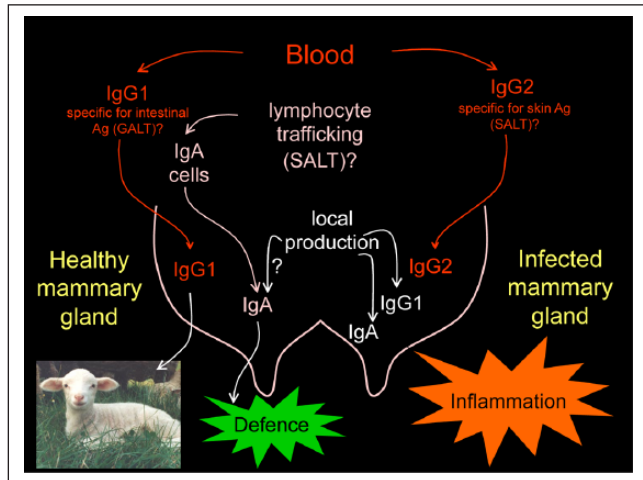 Blood
IgG1
specific for intestinal
Ag (GALT)?
IgG2
specific for skin Ag
(SALT)?
lymphocyte
trafficking
(SALT)?
IgA
cells
local
production
?
Healthy
mammary
gland
IgG1
IgA
IgG2
IgG1
IgA
Infected
mammary
gland
Defence
Inflammation